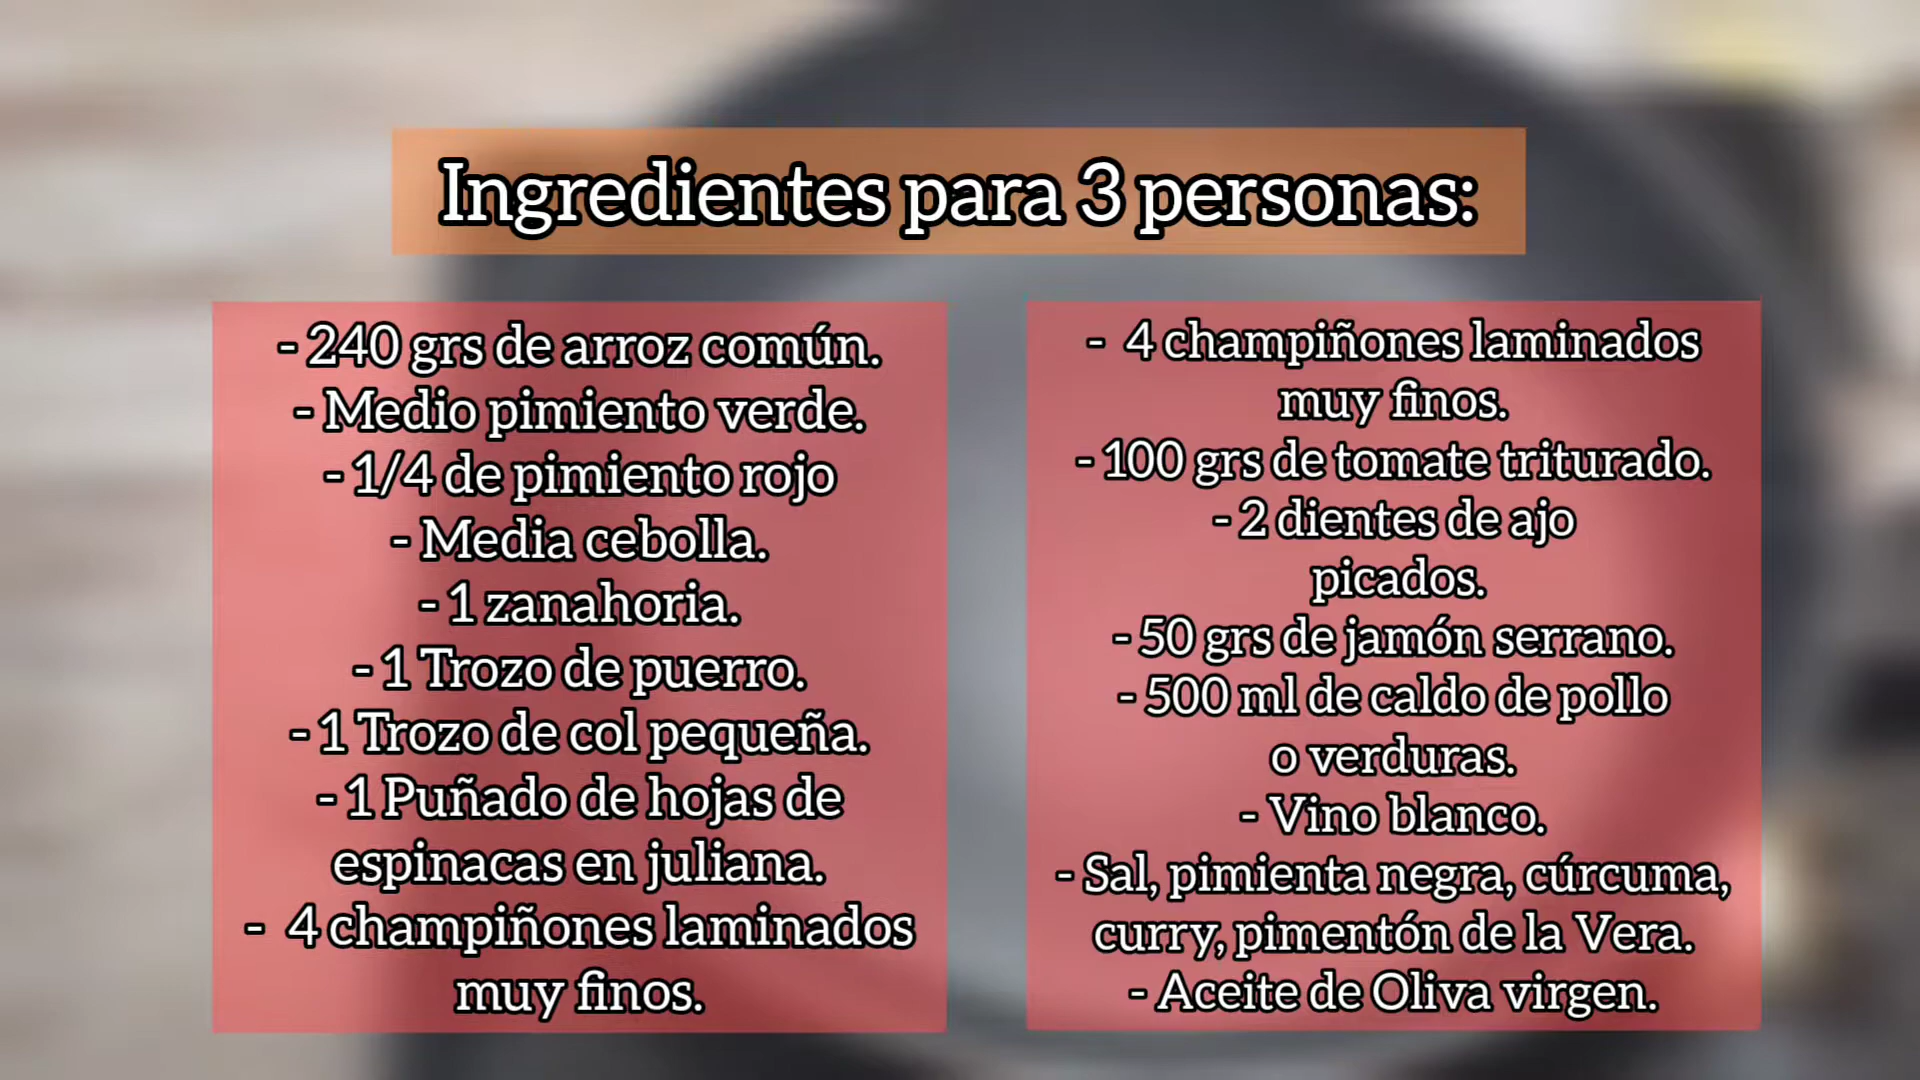 Ingredientes para 3 personas:
- 240 grs de arroz común.
- Medio pimiento verde.
- 1/4 de pimiento rojo
- Media cebolla.
- 1 zanahoria.
- 1 Trozo de puerro.
- 1 Trozo de col pequeña.
- 1 Puñado de hojas de
espinacas en juliana.
- 4 champiñones laminados
muy finos.
- 4 champiñones laminados
muy finos.
- 100 grs de tomate triturado.
- 2 dientes de ajo
picados.
- 50 grs de jamón serrano.
- 500 ml de caldo de pollo
o verduras.
- Vino blanco.
- Sal, pimienta negra, cúrcuma,
curry, pimentón de la Vera.
- Aceite de Oliva virgen.